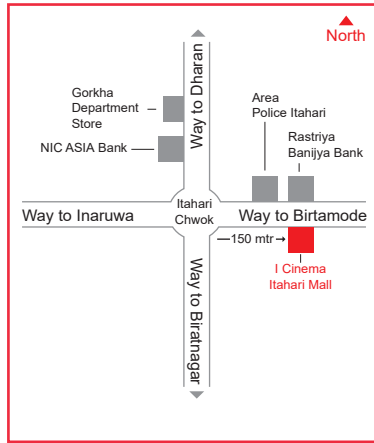 North
Gorkha
Department
Store
NIC ASIA Bank
Way to Dharan
Area
Police Itahari
Rastriya
Banijya Bank
Way to Inaruwa
Itahari
Chwok
Way to Birtamode
150 mtr
I Cinema
Itahari Mall
Way to Biratnagar